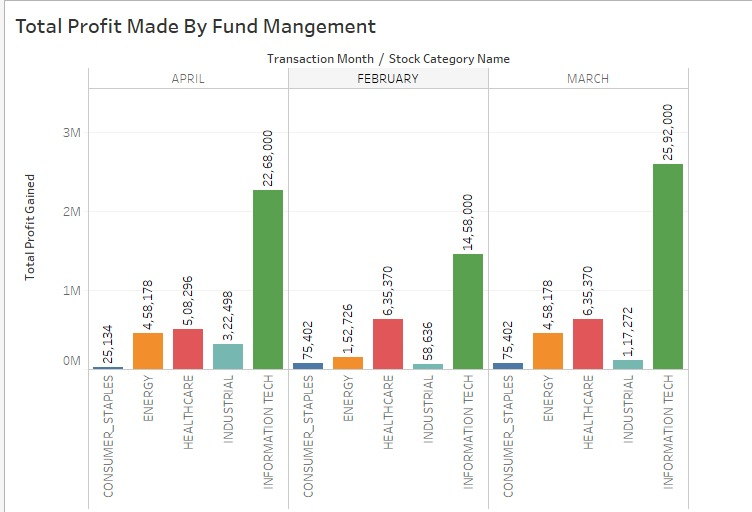 Total Profit Made By Fund Mangement
Transaction Month / Stock Category Name
APRIL
FEBRUARY
MARCH
Total Profit Gained
3M
2M
1M
0M
25,134
4,58,178
5,08,296
3,22,498
22,68,000
75,402
1,52,726
6,35,370
58,636
14,58,000
75,402
4,58,178
6,35,370
1,17,272
25,92,000
CONSUMER_STAPLES
ENERGY
HEALTHCARE
INDUSTRIAL
INFORMATION TECH
CONSUMER_STAPLES
ENERGY
HEALTHCARE
INDUSTRIAL
INFORMATION TECH
CONSUMER_STAPLES
ENERGY
HEALTHCARE
INDUSTRIAL
INFORMATION TECH